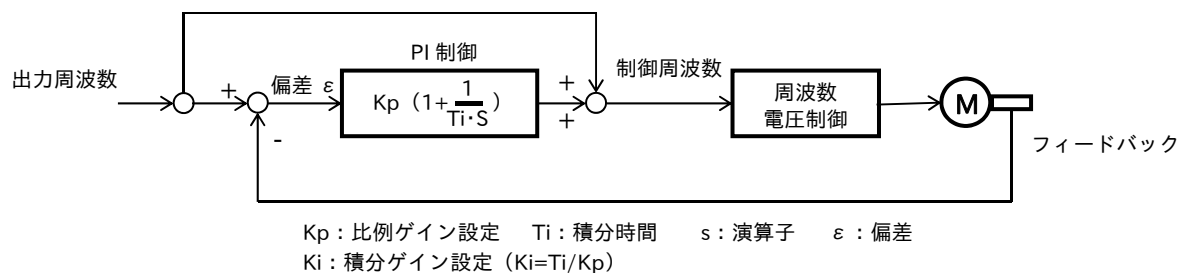 PI 制御
出力周波数
+
偏差 ε
Kp（1+1/Ti･S）
+
+
制御周波数
周波数
電圧制御
M
-
フィードバック
Kp：比例ゲイン設定 Ti：積分時間 s：演算子 ε：偏差
Ki：積分ゲイン設定（Ki=Ti/Kp）